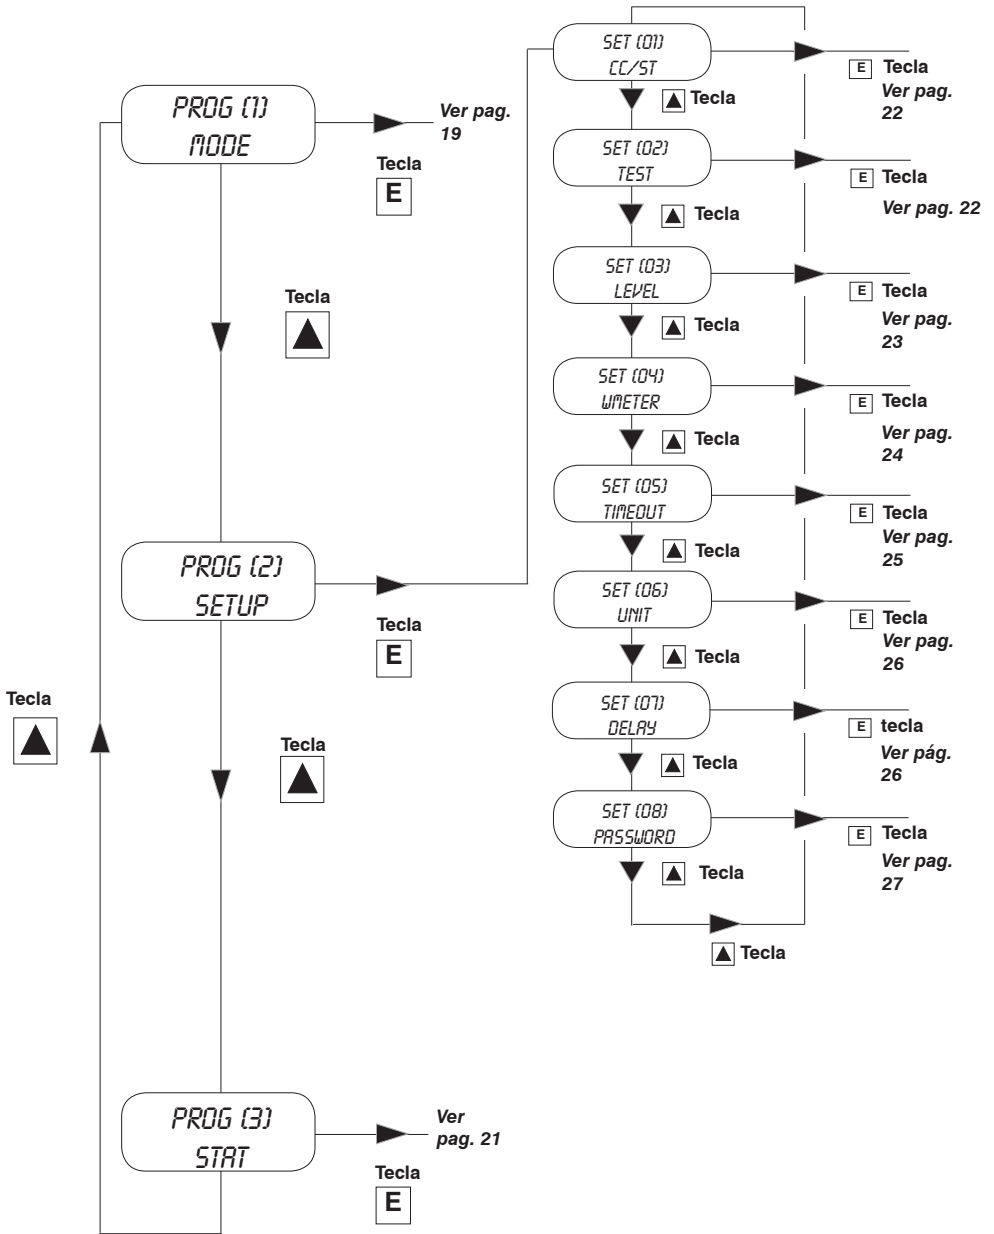 PROG (1)
MODE
Ver pag.
19
Tecla
E
Tecla
PROG (2)
SETUP
Tecla
E
Tecla
Tecla
PROG (3)
STAT
Ver
pag. 21
Tecla
E
SET (01)
CC/ST
E Tecla
Ver pag.
22
Tecla
SET (02)
TEST
E Tecla
Ver pag. 22
Tecla
SET (03)
LEVEL
E Tecla
Ver pag.
23
Tecla
SET (04)
WMETER
E Tecla
Ver pag.
24
Tecla
SET (05)
TIMEOUT
E Tecla
Ver pag.
25
Tecla
SET (06)
UNIT
E Tecla
Ver pag.
26
Tecla
SET (07)
DELAY
E tecla
Ver pág.
26
Tecla
SET (08)
PASSWORD
E Tecla
Ver pag.
27
Tecla
Tecla